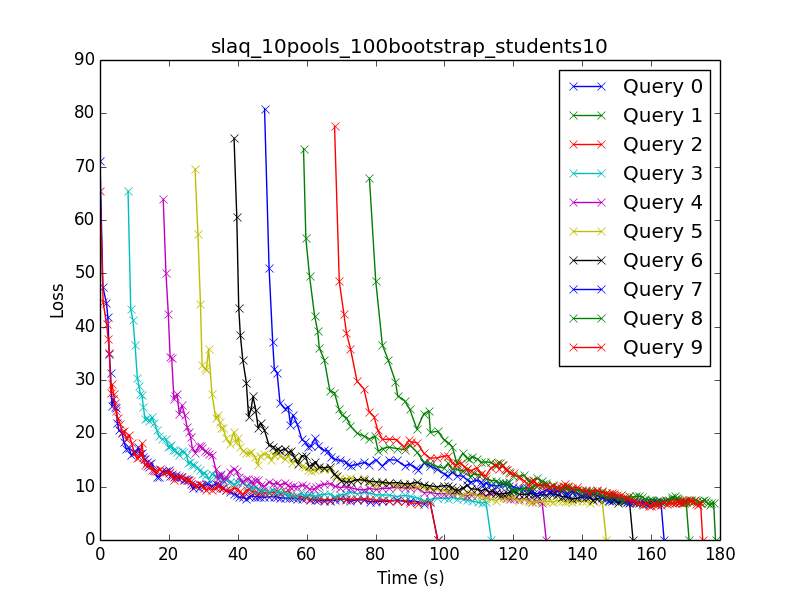 slaq_10pools_100bootstrap_students10
90
80
70
60
50
40
30
20
10
0
Loss
0 20 40 60 80 100 120 140 160 180
Time (s)
Query 0
Query 1
Query 2
Query 3
Query 4
Query 5
Query 6
Query 7
Query 8
Query 9